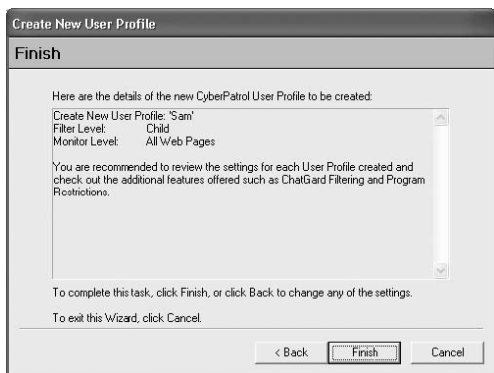 Create New User Profile
Finish
Here are the details of the new CyberPatrol User Profile to be created:
Create New User Profile: 'Sam'
Filter Level: Child
Monitor Level: All Web Pages
You are recommended to review the settings for each User Profile created and
check out the additional features offered such as ChatGard Filtering and Program
Restrictions.
To complete this task, click Finish, or click Back to change any of the settings.
To exit this Wizard, click Cancel.
< Back Finish Cancel